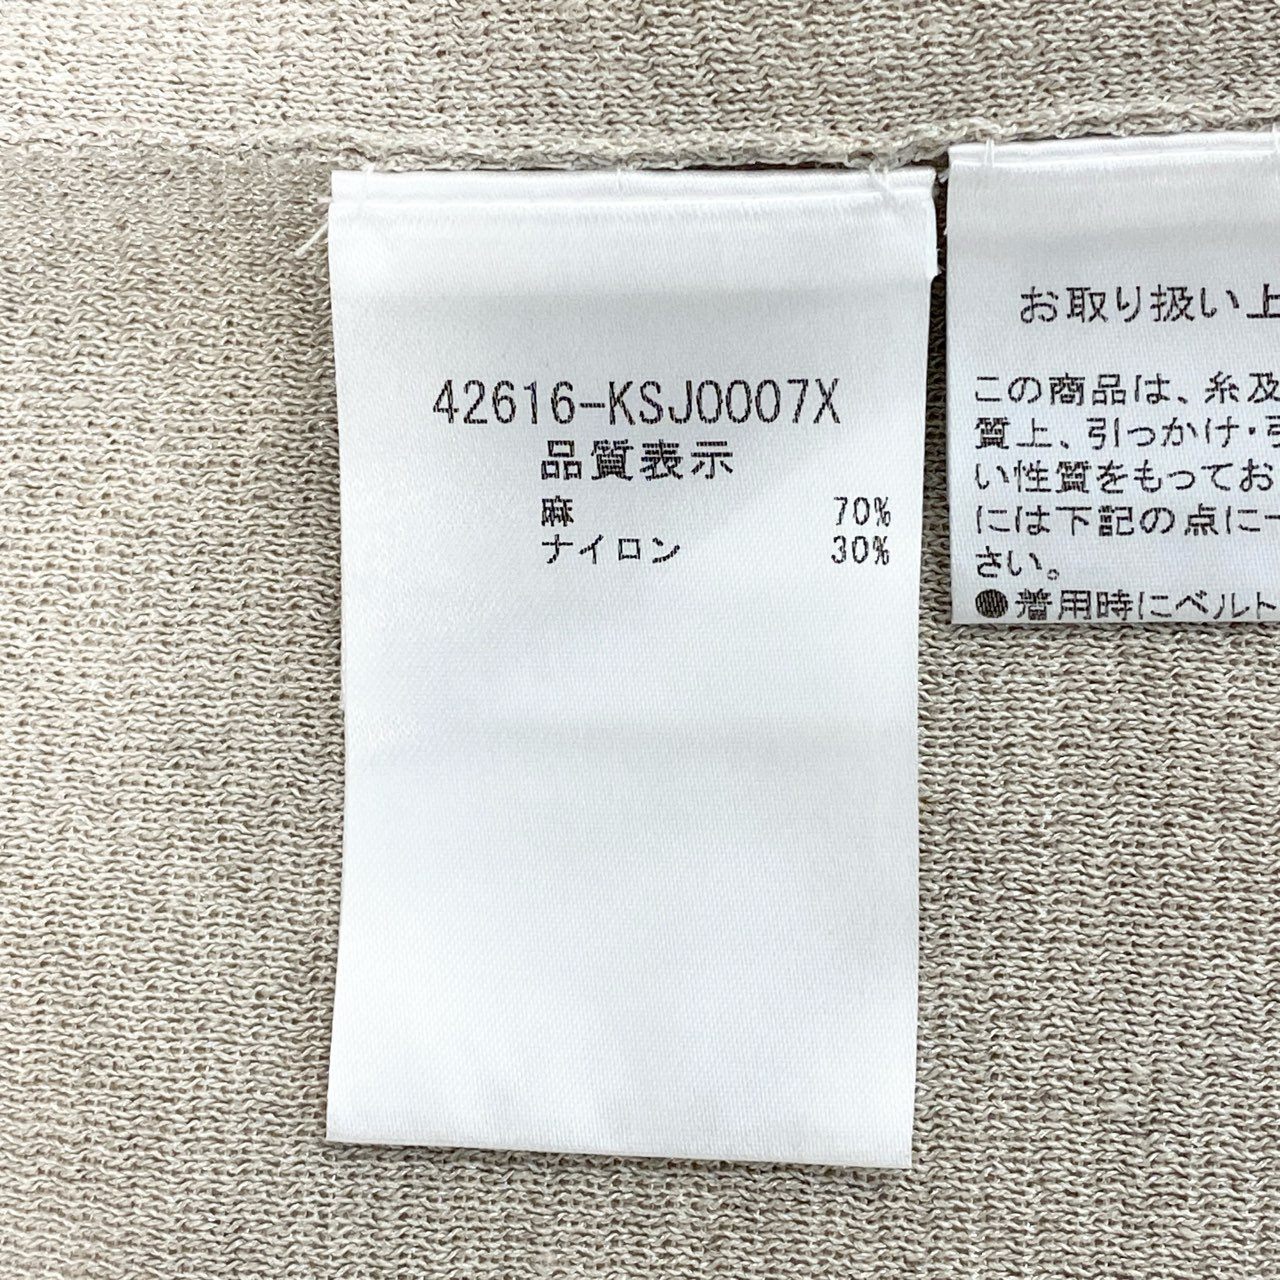 42616-KSJ0007X
品質表示
麻 70%
ナイロン 30%
お取り扱い上
この商品は、糸及
質上、引っかけ・引
い性質をもってお
には下記の点に一
さい。
●着用時にベルト